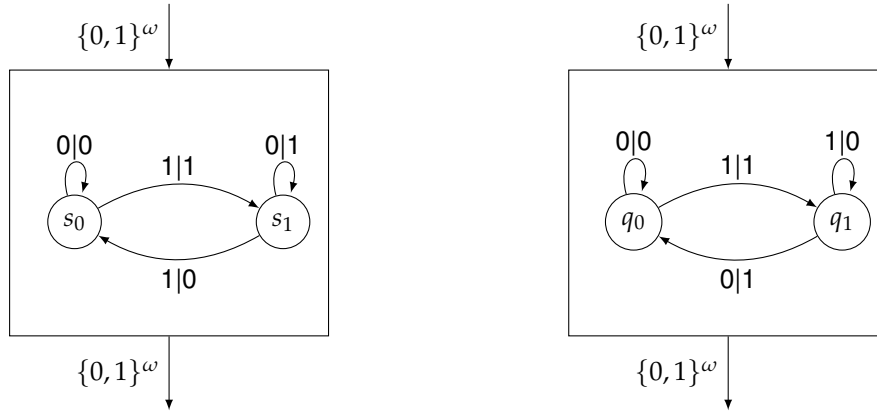 {0, 1}^ω {0, 1}^ω
0|0 0|1 0|0 1|0
1|1 1|1
s₀ s₁ q₀ q₁
1|0 0|1
{0, 1}^ω {0, 1}^ω